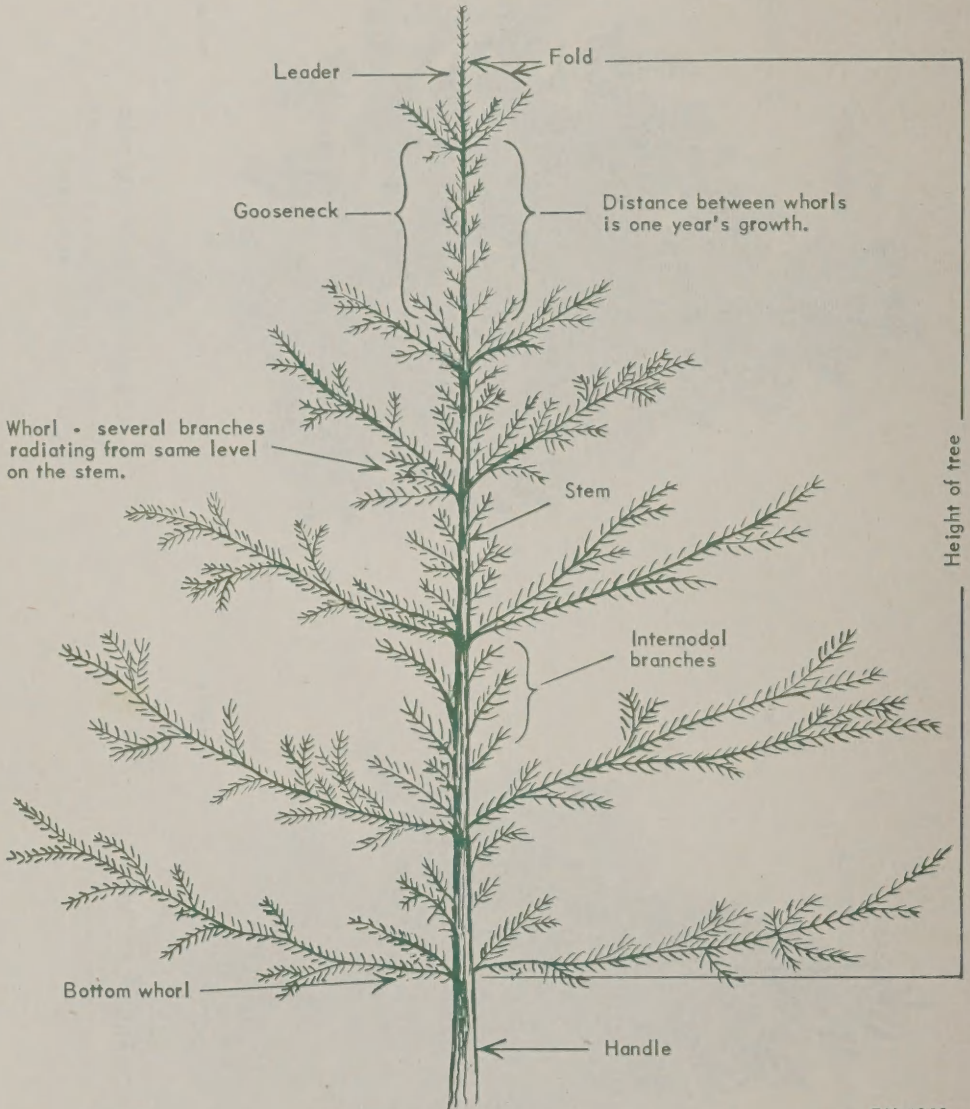 Leader
Fold
Gooseneck
Distance between whorls
is one year's growth.
Whorl - several branches
radiating from same level
on the stem.
Stem
Height of tree
Internodal
branches
Bottom whorl
Handle